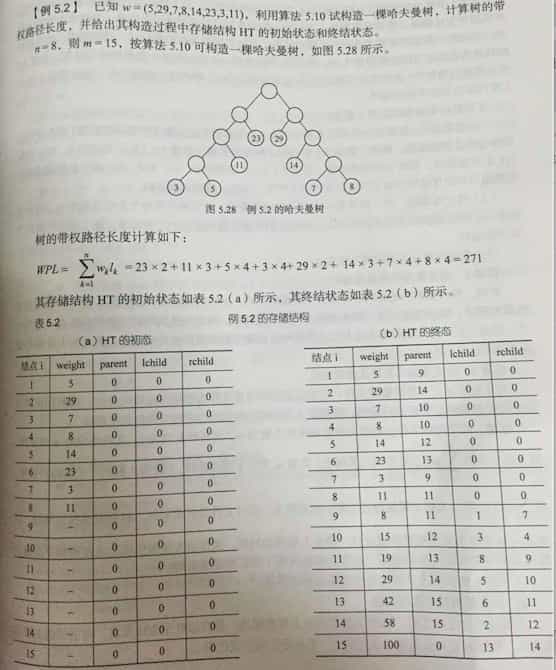 【例 5.2】 已知 w = (5,29,7,8,14,23,3,11)，利用算法 5.10 试构造一棵哈夫曼树，计算树的带
权路径长度，并给出其构造过程中存储结构 HT 的初始状态和终结状态。
n = 8，则 m = 15，按算法 5.10 可构造一棵哈夫曼树，如图 5.28 所示。
23 29
11 14
3 5 7 8
图 5.28 例 5.2 的哈夫曼树
树的带权路径长度计算如下：
WPL = n∑k=1 wklk = 23 × 2 + 11 × 3 + 5 × 4 + 3 × 4 + 29 × 2 + 14 × 3 + 7 × 4 + 8 × 4 = 271
其存储结构 HT 的初始状态如表 5.2（a）所示，其终结状态如表 5.2（b）所示。
表 5.2 例 5.2 的存储结构
（a）HT 的初态
结点 i weight parent lchild rchild
1 5 0 0 0
2 29 0 0 0
3 7 0 0 0
4 8 0 0 0
5 14 0 0 0
6 23 0 0 0
7 3 0 0 0
8 11 0 0 0
9 – 0 0 0
10 – 0 0 0
11 – 0 0 0
12 – 0 0 0
13 – 0 0 0
14 – 0 0 0
15 – 0 0 0
（b）HT 的终态
结点 i weight parent lchild rchild
1 5 9 0 0
2 29 14 0 0
3 7 10 0 0
4 8 10 0 0
5 14 12 0 0
6 23 13 0 0
7 3 9 0 0
8 11 11 0 0
9 8 11 1 7
10 15 12 3 4
11 19 13 8 9
12 29 14 5 10
13 42 15 6 11
14 58 15 2 12
15 100 0 13 14